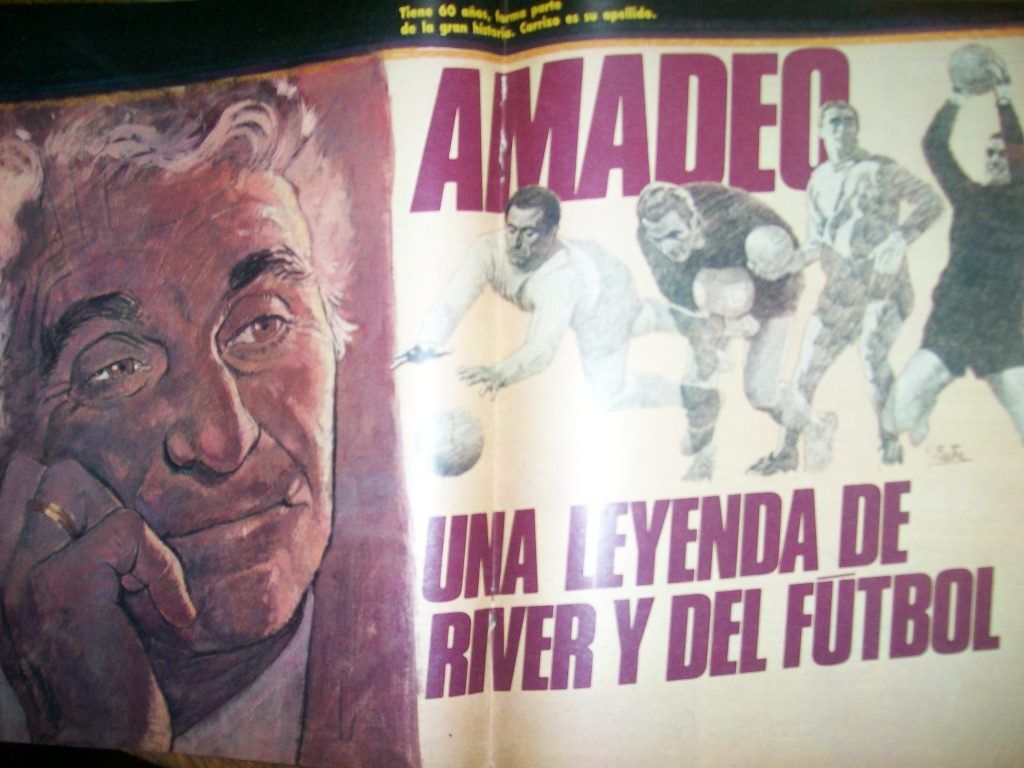 Tiene 60 años, forma parte
de la gran historia. Carrizo es su apellido.
AMADEO
UNA LEYENDA DE
RIVER Y DEL FÚTBOL